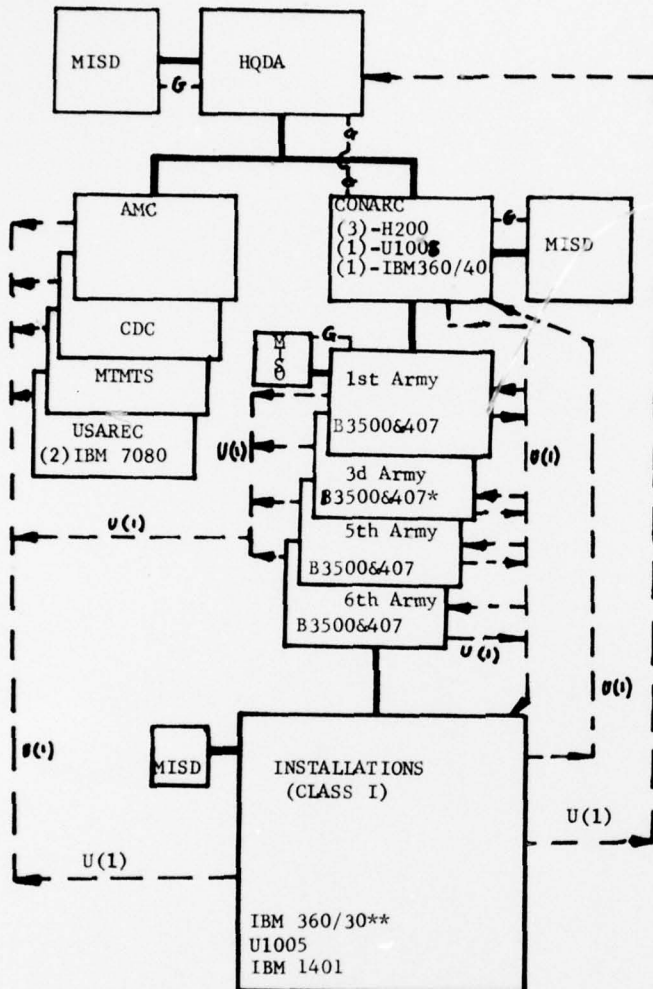 MISD
HQDA
G
G
G
AMC
CDC
MTMTS
USAREC
(2)IBM 7080
CONARC
(3)-H200
(1)-U1005
(1)-IBM360/40
G
MISD
MISO
G
1st Army
B3500&407
3d Army
B3500&407*
5th Army
B3500&407
6th Army
B3500&407
U(1)
U(1)
U(1)
U(1)
U(1)
U(1)
MISD
INSTALLATIONS
(CLASS I)
U(1)
U(1)
IBM 360/30**
U1005
IBM 1401